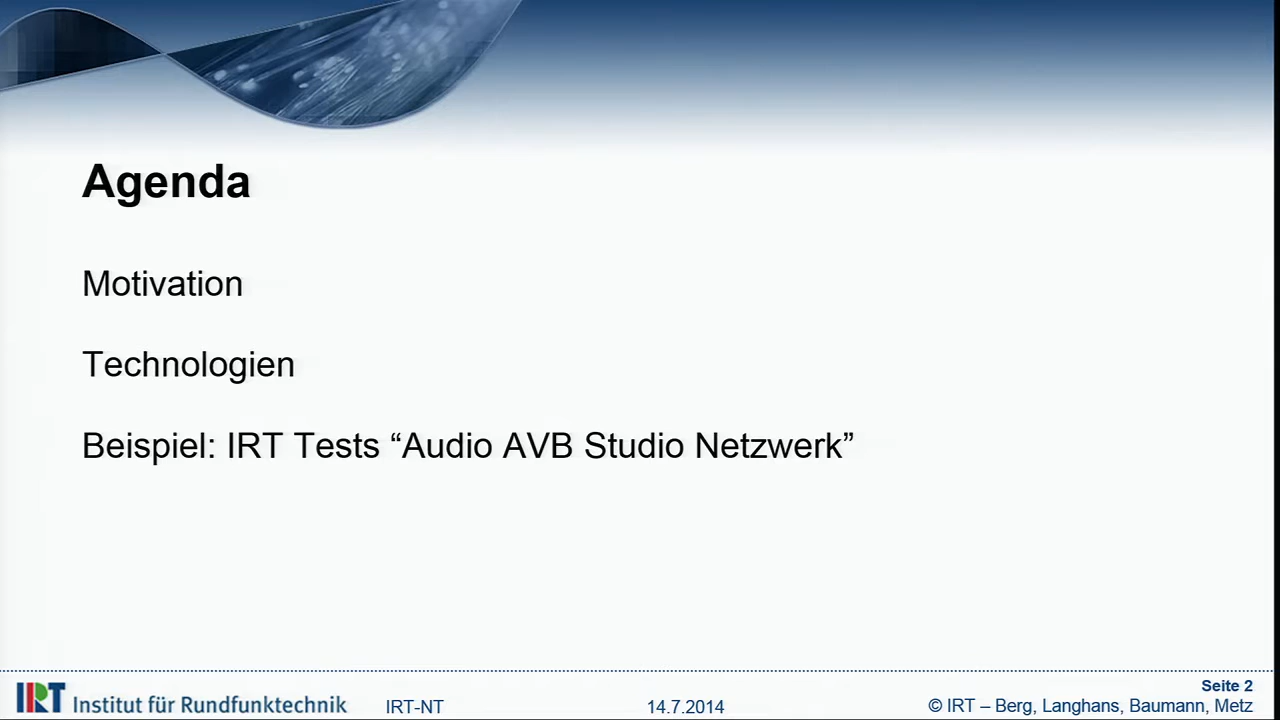 Agenda
Motivation
Technologien
Beispiel: IRT Tests “Audio AVB Studio Netzwerk”
Seite 2
IRT Institut für Rundfunktechnik
IRT-NT
14.7.2014
© IRT – Berg, Langhans, Baumann, Metz